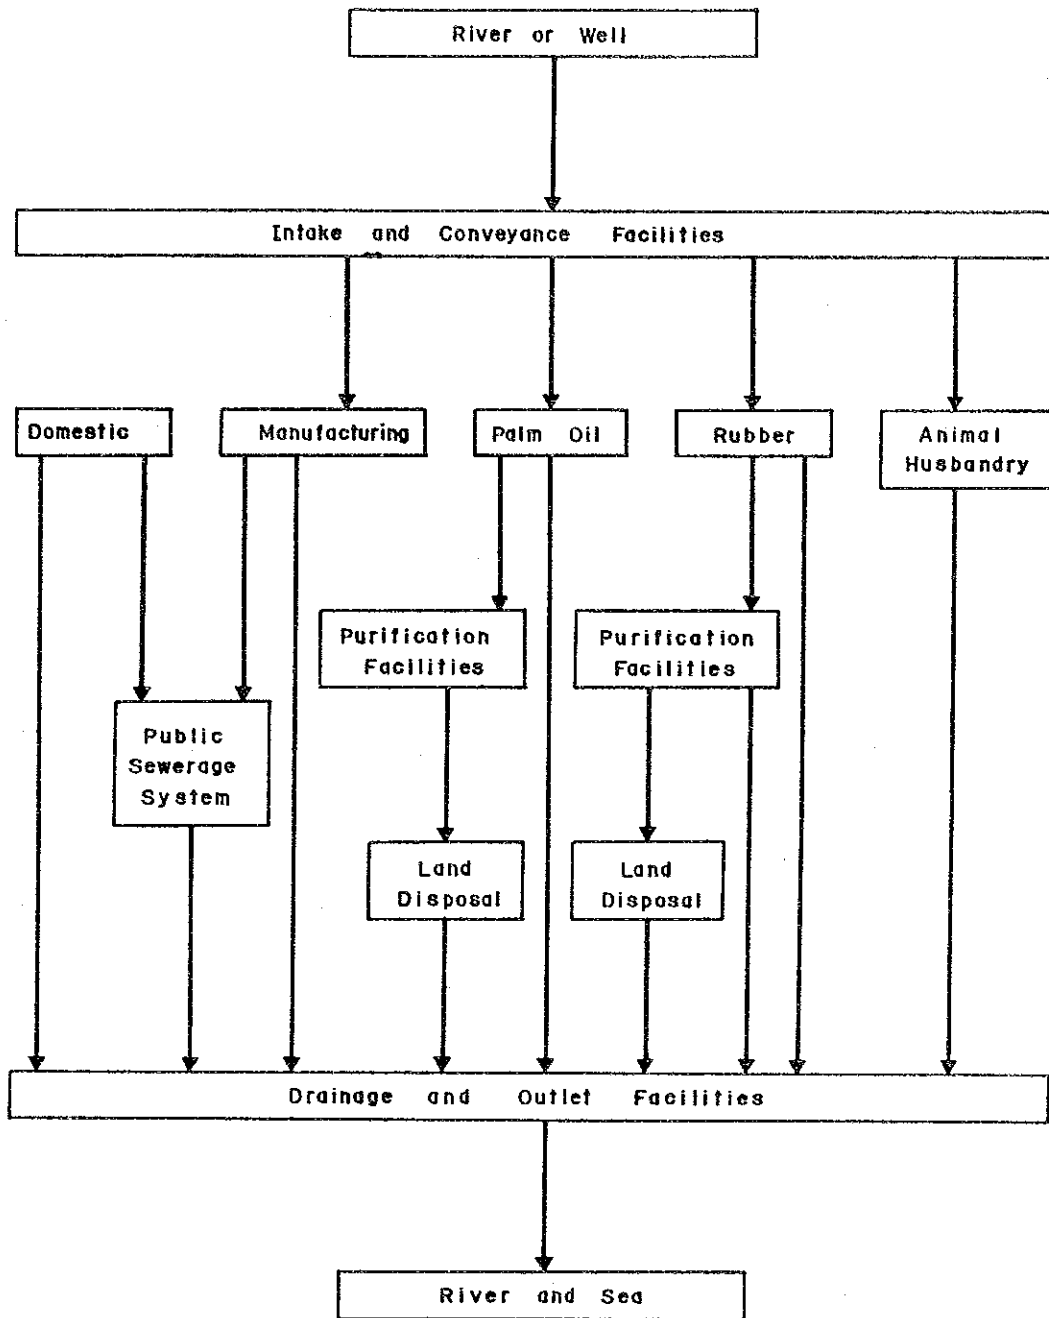 River or Well
Intake and Conveyance Facilities
Domestic
Manufacturing
Palm Oil
Rubber
Animal
Husbandry
Purification
Facilities
Purification
Facilities
Public
Sewerage
System
Land
Disposal
Land
Disposal
Drainage and Outlet Facilities
River and Sea